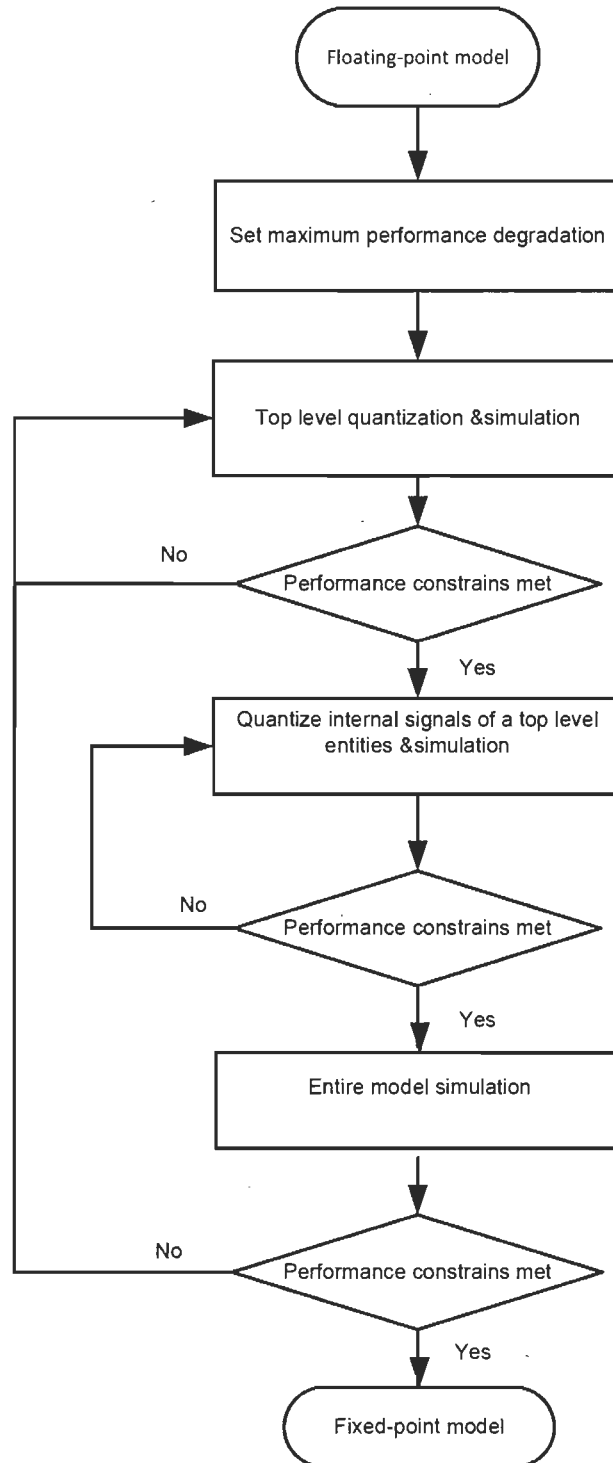 Floating-point model
Set maximum performance degradation
Top level quantization &simulation
No
Performance constrains met
Yes
Quantize internal signals of a top level
entities &simulation
No
Performance constrains met
Yes
Entire model simulation
No
Performance constrains met
Yes
Fixed-point model